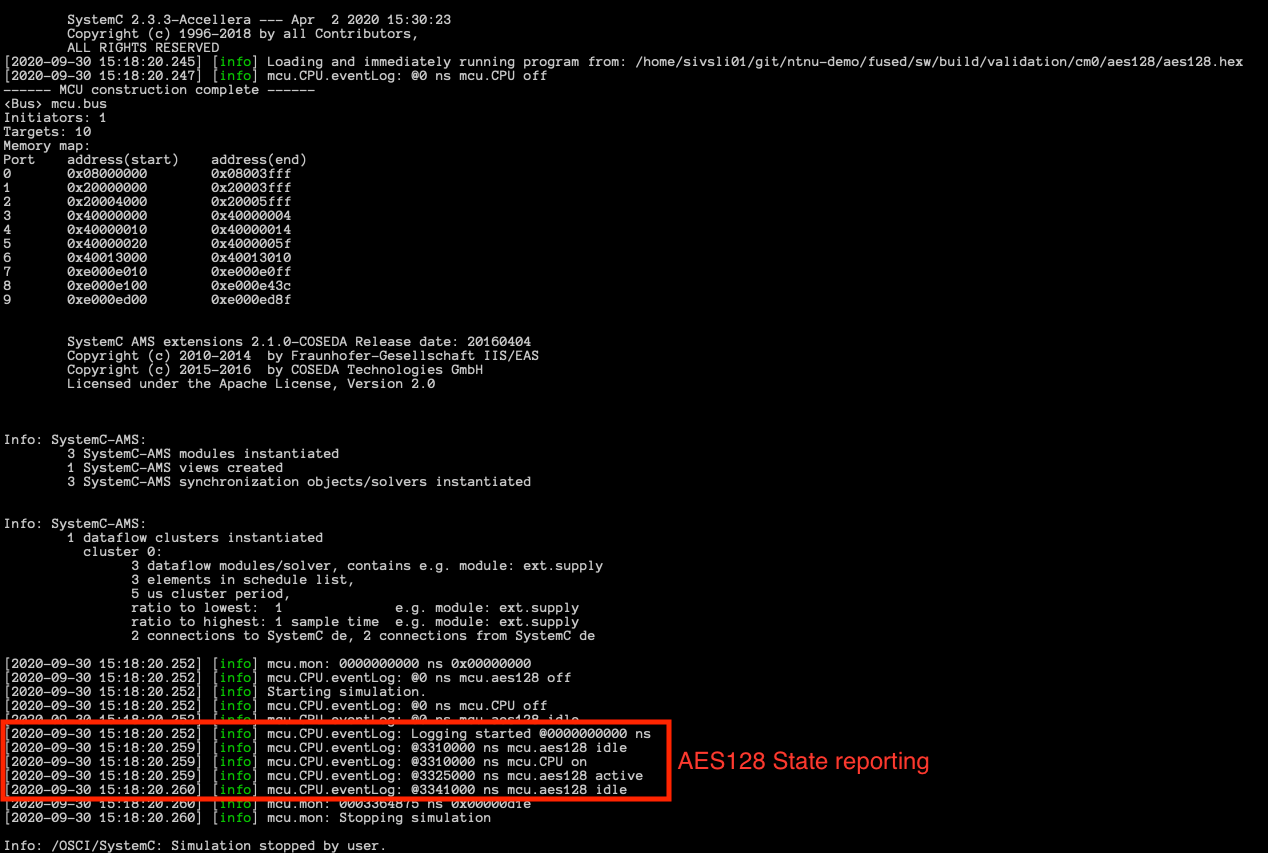 SystemC 2.3.3-Accellera --- Apr  2 2020 15:30:23
Copyright (c) 1996-2018 by all Contributors,
ALL RIGHTS RESERVED
[2020-09-30 15:18:20.245] [info] Loading and immediately running program from: /home/sivsli01/git/ntnu-demo/fused/sw/build/validation/cm0/aes128/aes128.hex
[2020-09-30 15:18:20.247] [info] mcu.CPU.eventLog: @0 ns mcu.CPU off
------ MCU construction complete ------
<Bus> mcu.bus
Initiators: 1
Targets: 10
Memory map:
Port    address(start)    address(end)
0       0x08000000        0x08003fff
1       0x20000000        0x20003fff
2       0x20004000        0x20005fff
3       0x40000000        0x40000004
4       0x40000010        0x40000014
5       0x40000020        0x4000005f
6       0x40013000        0x40013010
7       0xe000e010        0xe000e0ff
8       0xe000e100        0xe000e43c
9       0xe000ed00        0xe000ed8f
SystemC AMS extensions 2.1.0-COSEDA Release date: 20160404
Copyright (c) 2010-2014  by Fraunhofer-Gesellschaft IIS/EAS
Copyright (c) 2015-2016  by COSEDA Technologies GmbH
Licensed under the Apache License, Version 2.0
Info: SystemC-AMS:
3 SystemC-AMS modules instantiated
1 SystemC-AMS views created
3 SystemC-AMS synchronization objects/solvers instantiated
Info: SystemC-AMS:
1 dataflow clusters instantiated
cluster 0:
3 dataflow modules/solver, contains e.g. module: ext.supply
3 elements in schedule list,
5 us cluster period,
ratio to lowest:  1              e.g. module: ext.supply
ratio to highest: 1 sample time  e.g. module: ext.supply
2 connections to SystemC de, 2 connections from SystemC de
[2020-09-30 15:18:20.252] [info] mcu.mon: 0000000000 ns 0x00000000
[2020-09-30 15:18:20.252] [info] mcu.CPU.eventLog: @0 ns mcu.aes128 off
[2020-09-30 15:18:20.252] [info] Starting simulation.
[2020-09-30 15:18:20.252] [info] mcu.CPU.eventLog: @0 ns mcu.CPU off
[2020-09-30 15:18:20.252] [info] mcu.CPU.eventLog: @0 ns mcu.aes128 idle
[2020-09-30 15:18:20.252] [info] mcu.CPU.eventLog: Logging started @0000000000 ns
[2020-09-30 15:18:20.259] [info] mcu.CPU.eventLog: @3310000 ns mcu.aes128 idle
[2020-09-30 15:18:20.259] [info] mcu.CPU.eventLog: @3310000 ns mcu.CPU on
[2020-09-30 15:18:20.259] [info] mcu.CPU.eventLog: @3325000 ns mcu.aes128 active
[2020-09-30 15:18:20.260] [info] mcu.CPU.eventLog: @3341000 ns mcu.aes128 idle
AES128 State reporting
[2020-09-30 15:18:20.260] [info] mcu.mon: 0003364875 ns 0x00000d1e
[2020-09-30 15:18:20.260] [info] mcu.mon: Stopping simulation
Info: /OSCI/SystemC: Simulation stopped by user.